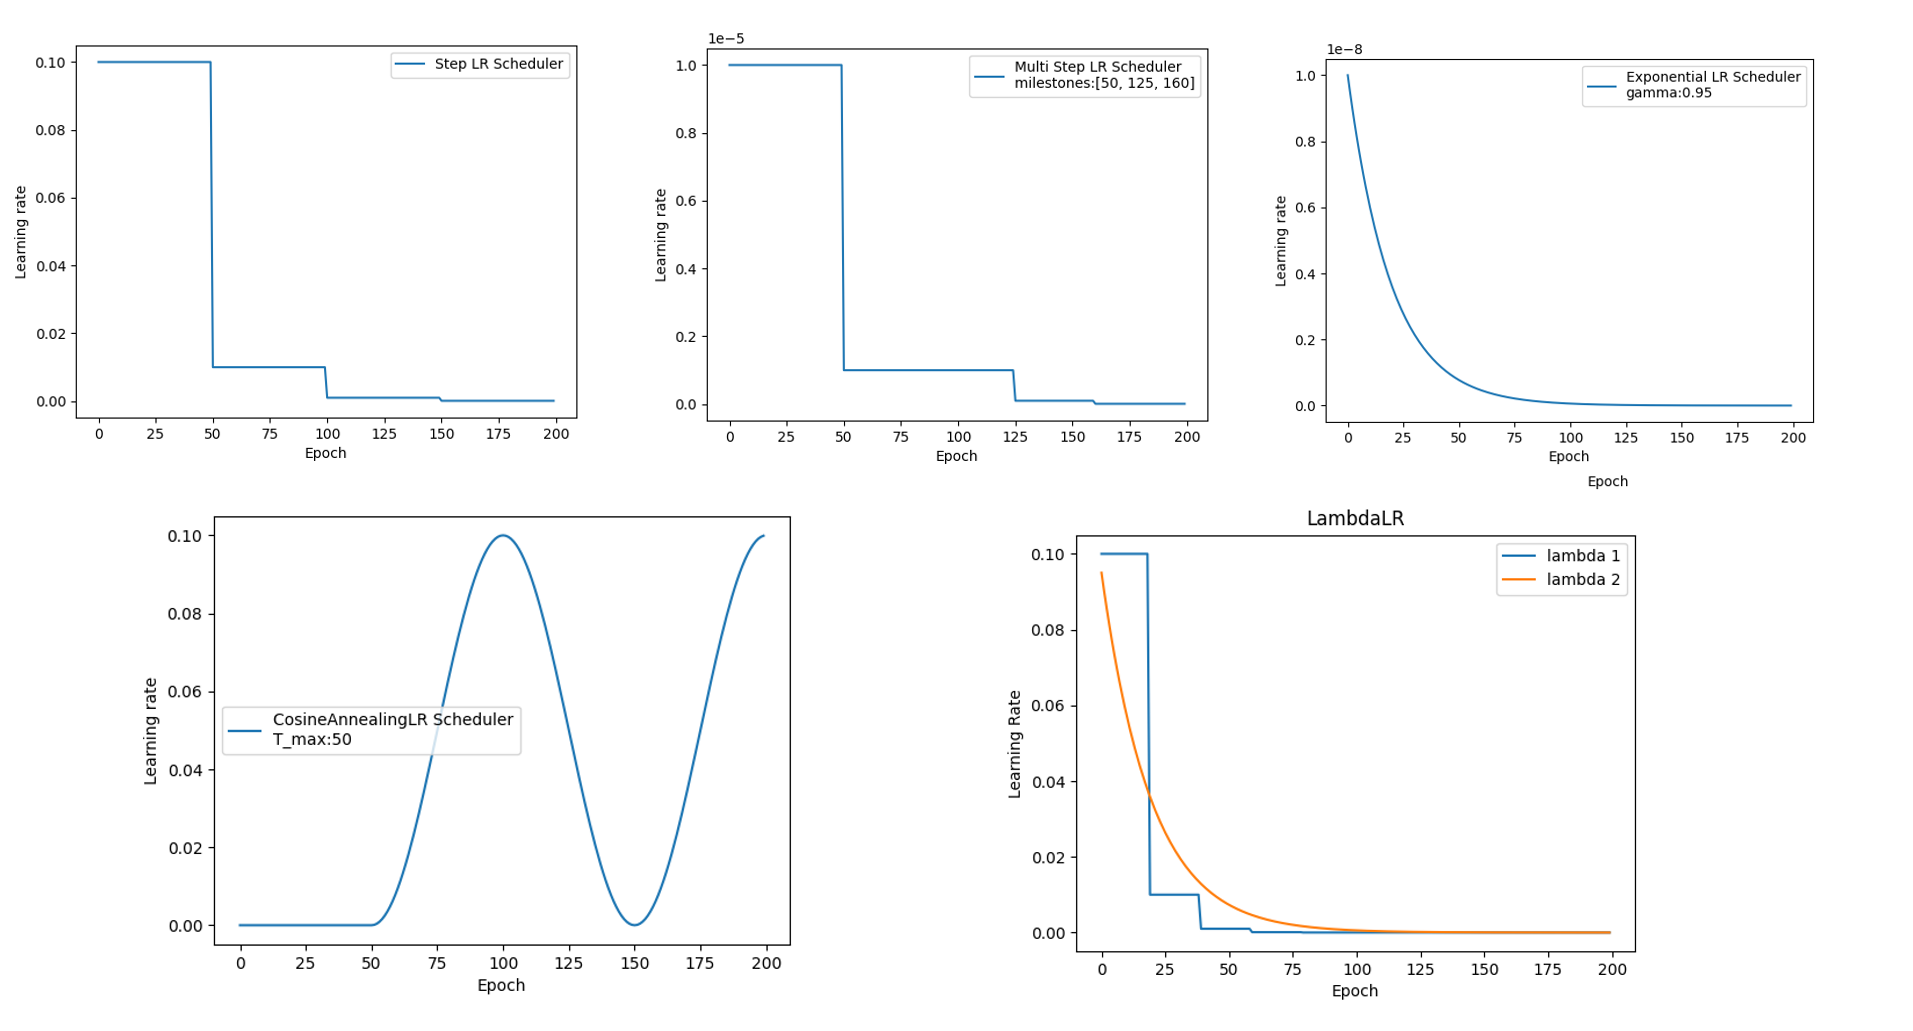 0.10
0.08
0.06
0.04
0.02
0.00
Learning rate
Step LR Scheduler
0 25 50 75 100 125 150 175 200
Epoch
1e−5
1.0
0.8
0.6
0.4
0.2
0.0
Learning rate
Multi Step LR Scheduler
milestones:[50, 125, 160]
0 25 50 75 100 125 150 175 200
Epoch
1e−8
1.0
0.8
0.6
0.4
0.2
0.0
Learning rate
Exponential LR Scheduler
gamma:0.95
0 25 50 75 100 125 150 175 200
Epoch
Epoch
0.10
0.08
0.06
0.04
0.02
0.00
Learning rate
CosineAnnealingLR Scheduler
T_max:50
0 25 50 75 100 125 150 175 200
Epoch
LambdaLR
0.10
0.08
0.06
0.04
0.02
0.00
Learning Rate
lambda 1
lambda 2
0 25 50 75 100 125 150 175 200
Epoch